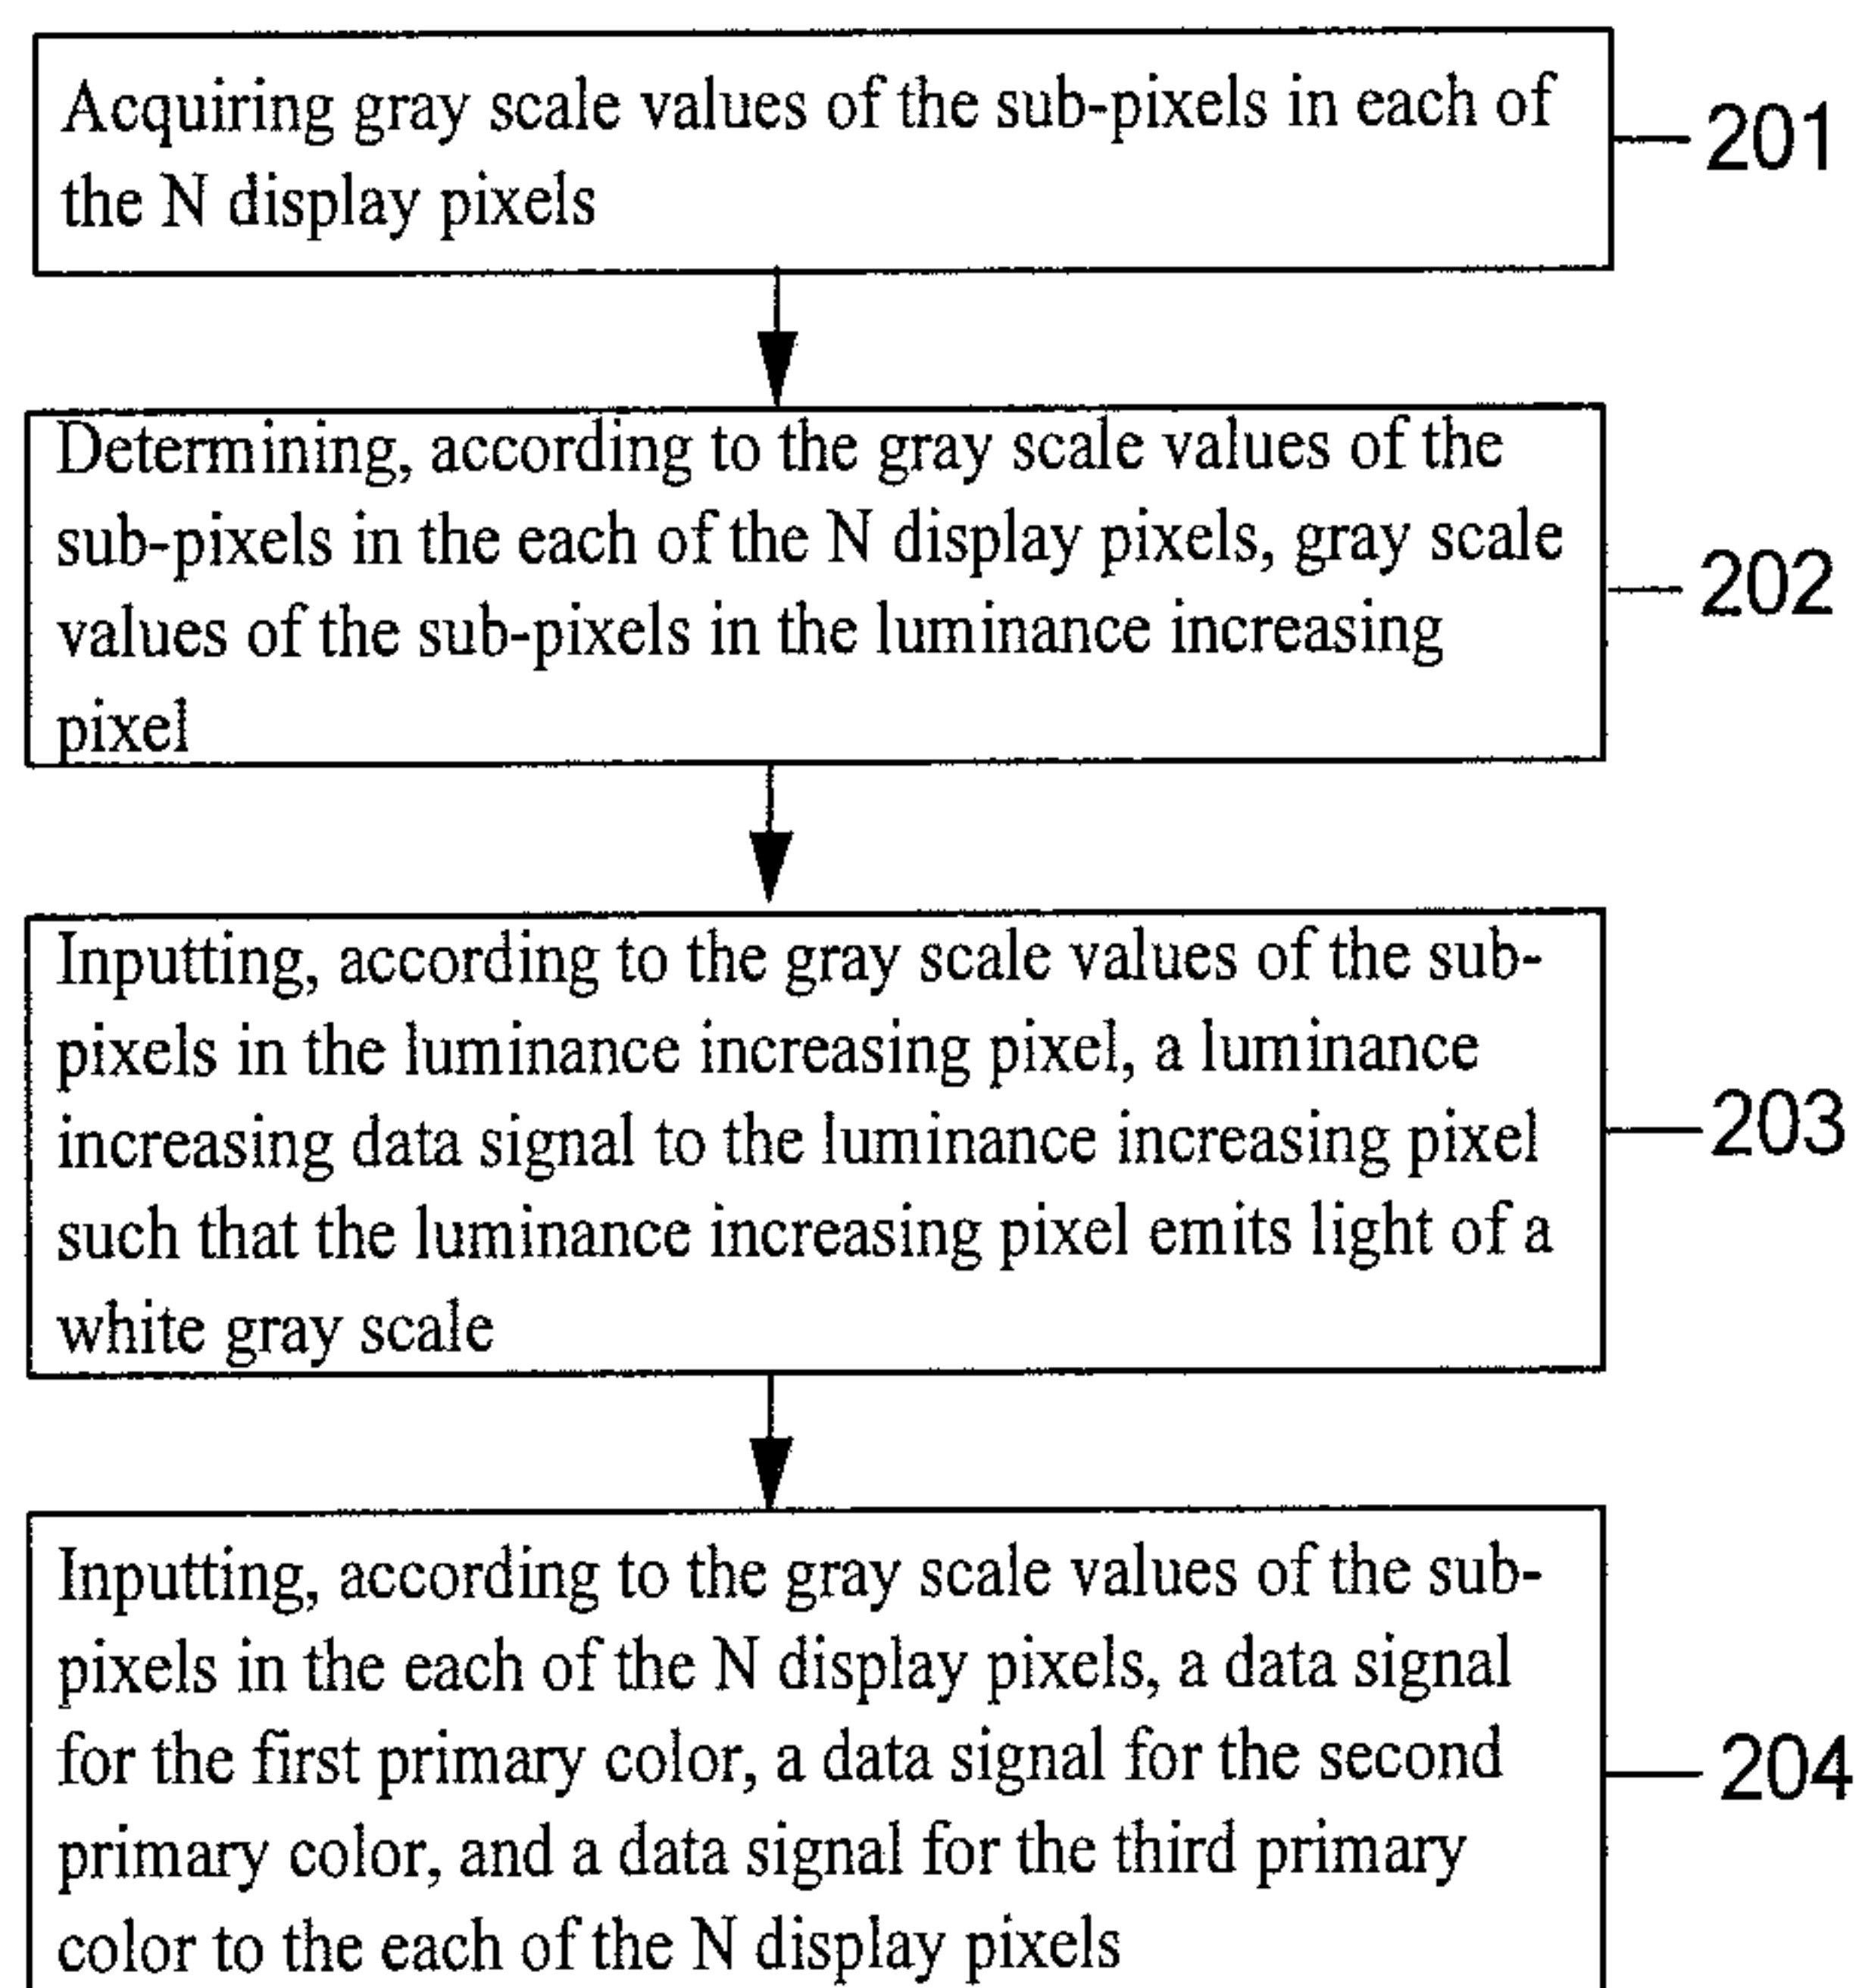 Acquiring gray scale values of the sub-pixels in each of
the N display pixels
201
Determining, according to the gray scale values of the
sub-pixels in the each of the N display pixels, gray scale
values of the sub-pixels in the luminance increasing
pixel
202
Inputting, according to the gray scale values of the sub-
pixels in the luminance increasing pixel, a luminance
increasing data signal to the luminance increasing pixel
such that the luminance increasing pixel emits light of a
white gray scale
203
Inputting, according to the gray scale values of the sub-
pixels in the each of the N display pixels, a data signal
for the first primary color, a data signal for the second
primary color, and a data signal for the third primary
color to the each of the N display pixels
204